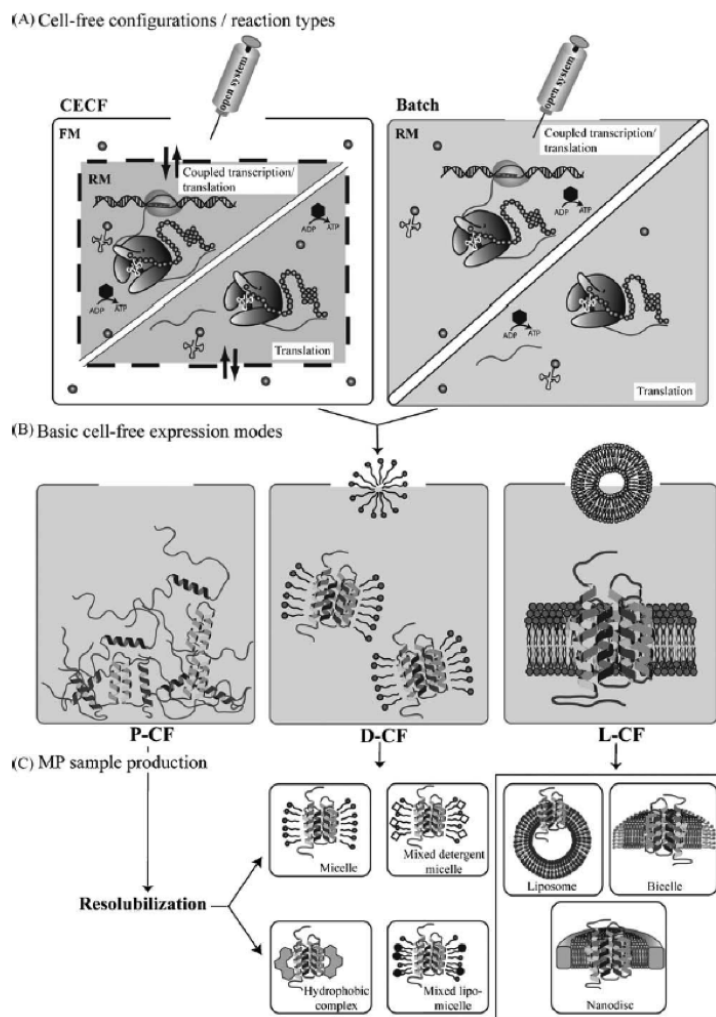 (A) Cell-free configurations / reaction types
open system
open system
CECF
Batch
FM
RM
Coupled transcription/
translation
ADP
ATP
ADP
ATP
Translation
RM
Coupled transcription/
translation
ADP
ATP
ADP
ATP
Translation
(B) Basic cell-free expression modes
P-CF
D-CF
L-CF
(C) MP sample production
Resolubilization
Micelle
Mixed detergent
micelle
Hydrophobic
complex
Mixed lipo-
micelle
Liposome
Bicelle
Nanodisc